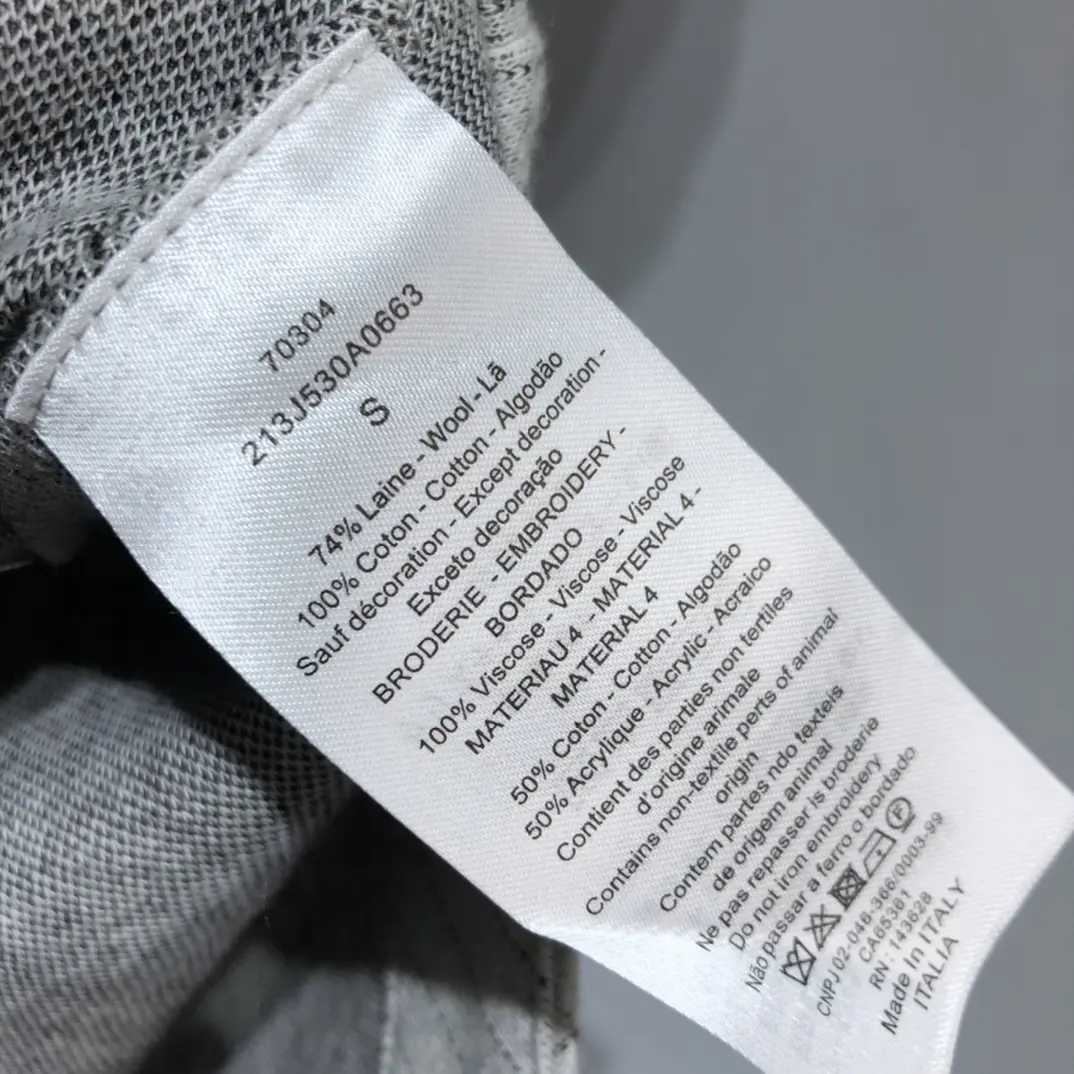 70304
213J530A0663
S
74% Laine - Wool - Lã
100% Coton - Cotton - Algodão
Sauf décoration - Except decoration -
Exceto decoração
BRODERIE - EMBROIDERY -
BORDADO
100% Viscose - Viscose - Viscose
MATERIAU 4 - MATERIAL 4 -
MATERIAL 4
50% Coton - Cotton - Algodão
50% Acrylique - Acrylic - Acraico
Contient des parties non tertiles
d'origine animale
Contains non-textile perts of animal
origin
Contem partes ndo texteis
de origem animal
Ne pas repasser is broderie
Do not iron embroidery
Não passar a ferro o bordado
F
CNPJ 02-046-366/0003-99
CA65361
RN: 143628
Made In ITALY
ITALIA